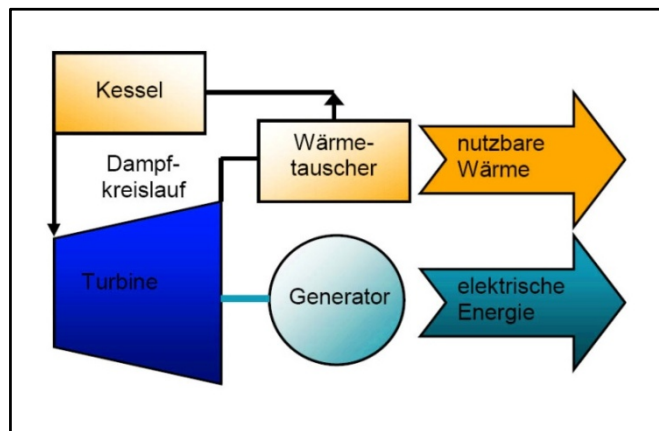 Kessel
Wärme-
tauscher
nutzbare
Wärme
Dampf-
kreislauf
Turbine
Generator
elektrische
Energie